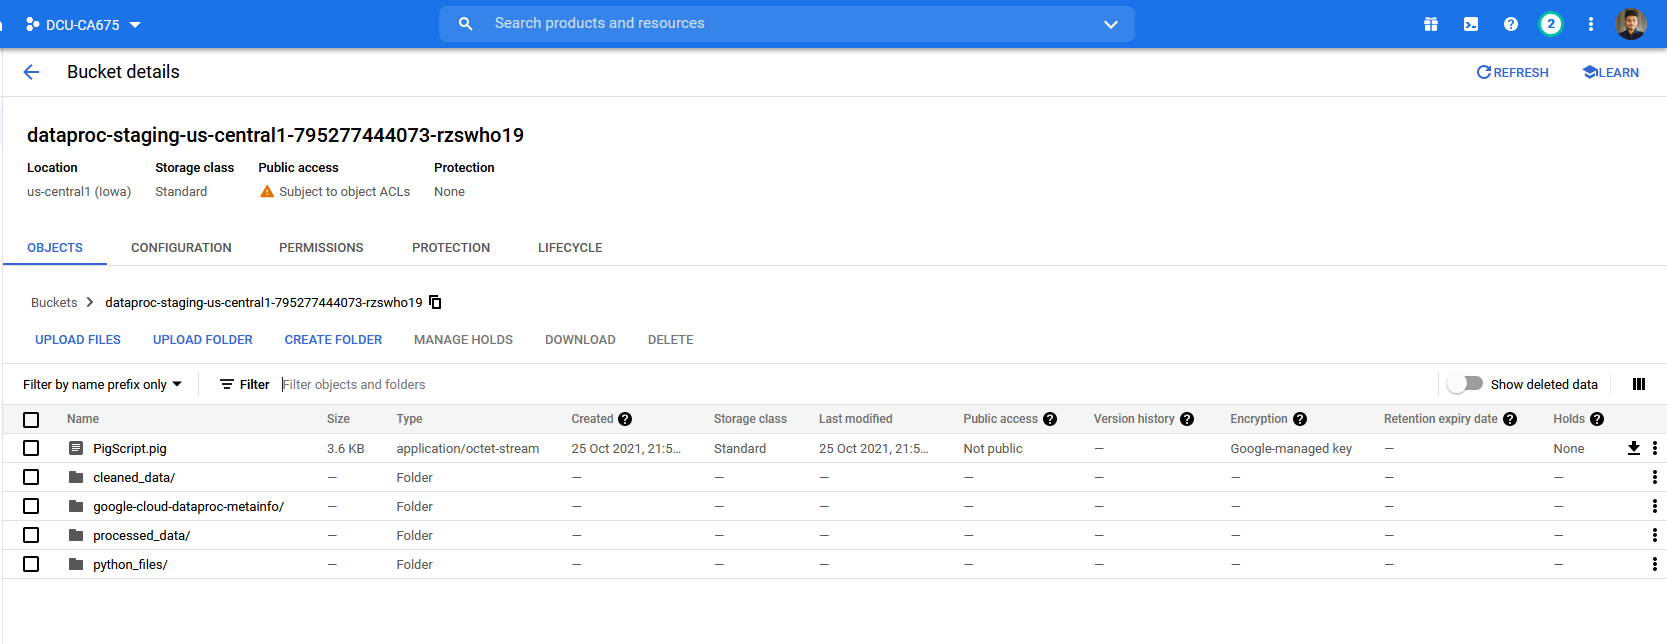 DCU-CA675 Search products and resources 2
Bucket details REFRESH LEARN
dataproc-staging-us-central1-795277444073-rzswho19
Location Storage class Public access Protection
us-central1 (Iowa) Standard Subject to object ACLs None
OBJECTS CONFIGURATION PERMISSIONS PROTECTION LIFECYCLE
Buckets > dataproc-staging-us-central1-795277444073-rzswho19
UPLOAD FILES UPLOAD FOLDER CREATE FOLDER MANAGE HOLDS DOWNLOAD DELETE
Filter by name prefix only Filter Filter objects and folders Show deleted data
Name Size Type Created Storage class Last modified Public access Version history Encryption Retention expiry date Holds
PigScript.pig 3.6 KB application/octet-stream 25 Oct 2021, 21:5... Standard 25 Oct 2021, 21:5... Not public — Google-managed key — None
cleaned_data/ — Folder — — — — — — — —
google-cloud-dataproc-metainfo/ — Folder — — — — — — — —
processed_data/ — Folder — — — — — — — —
python_files/ — Folder — — — — — — — —